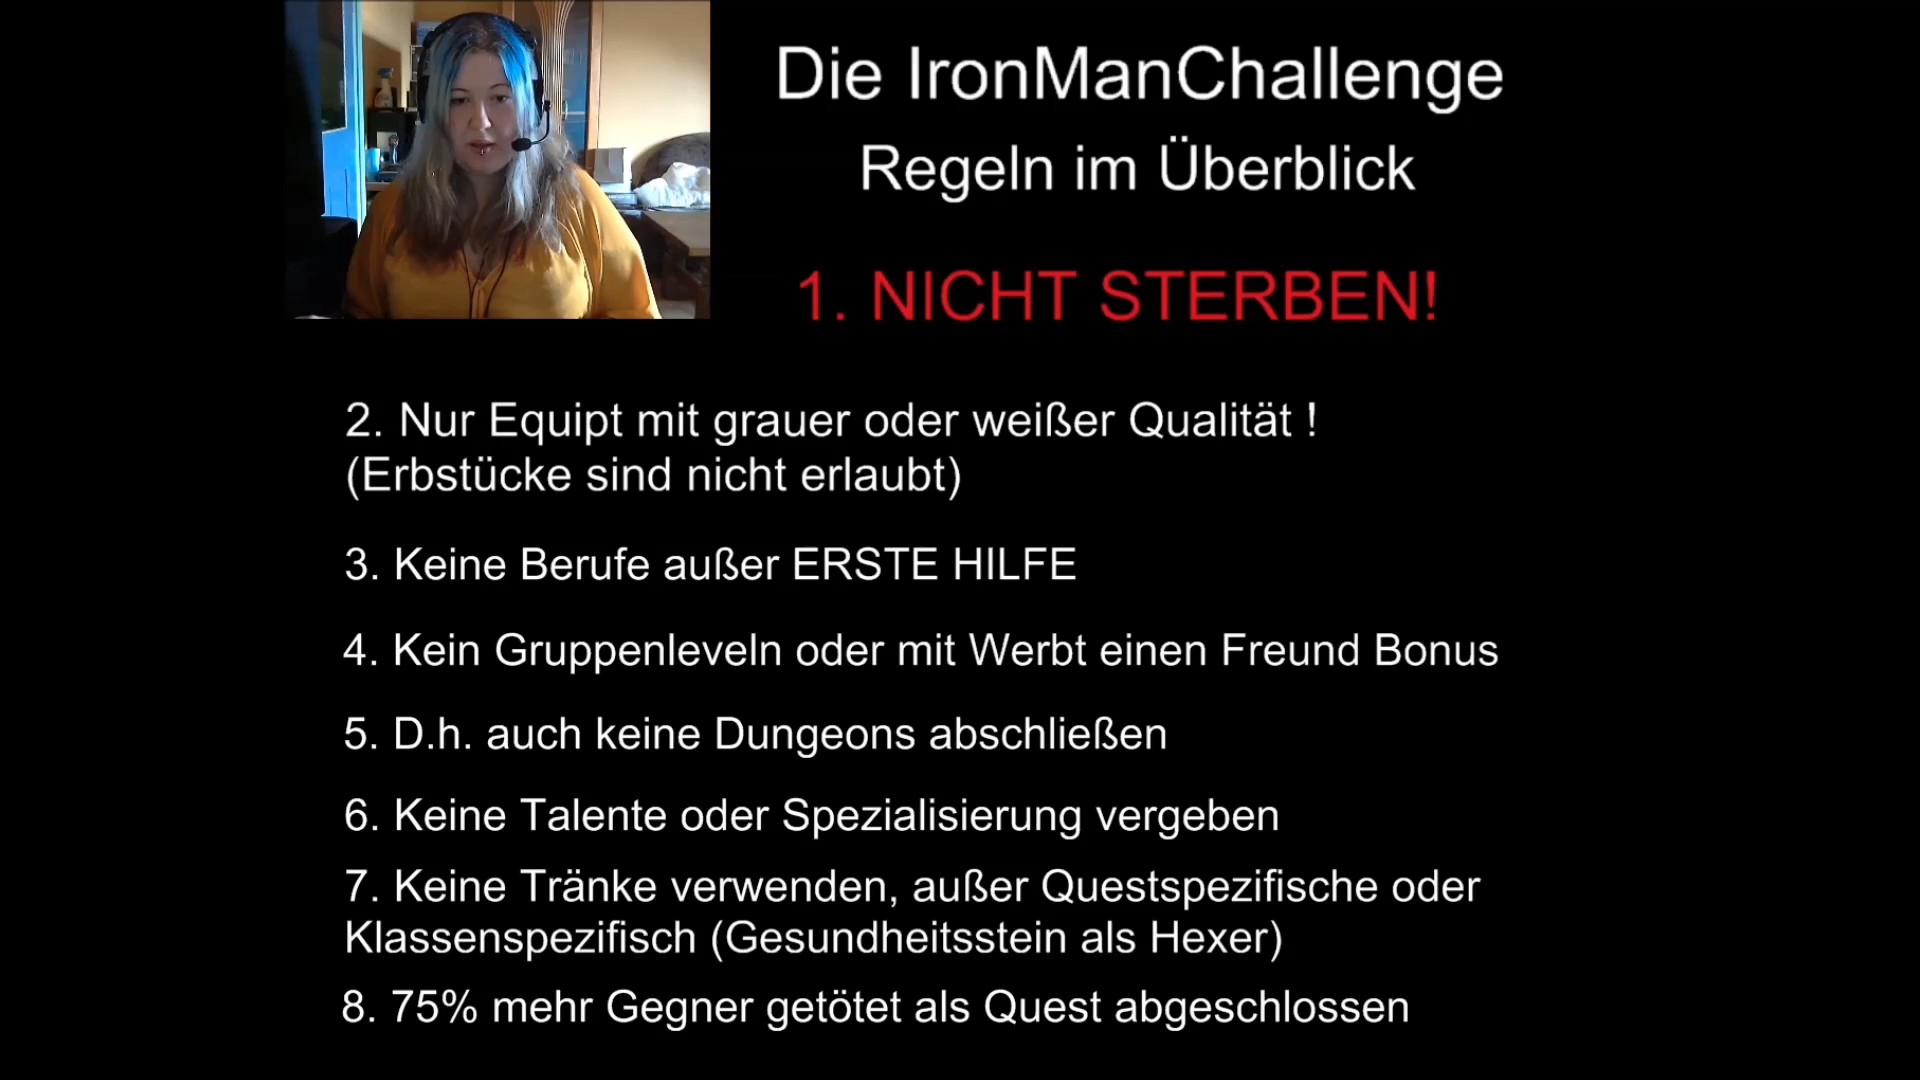 Die IronManChallenge
Regeln im Überblick
1. NICHT STERBEN!
2. Nur Equipt mit grauer oder weißer Qualität !
(Erbstücke sind nicht erlaubt)
3. Keine Berufe außer ERSTE HILFE
4. Kein Gruppenleveln oder mit Werbt einen Freund Bonus
5. D.h. auch keine Dungeons abschließen
6. Keine Talente oder Spezialisierung vergeben
7. Keine Tränke verwenden, außer Questspezifische oder
Klassenspezifisch (Gesundheitsstein als Hexer)
8. 75% mehr Gegner getötet als Quest abgeschlossen